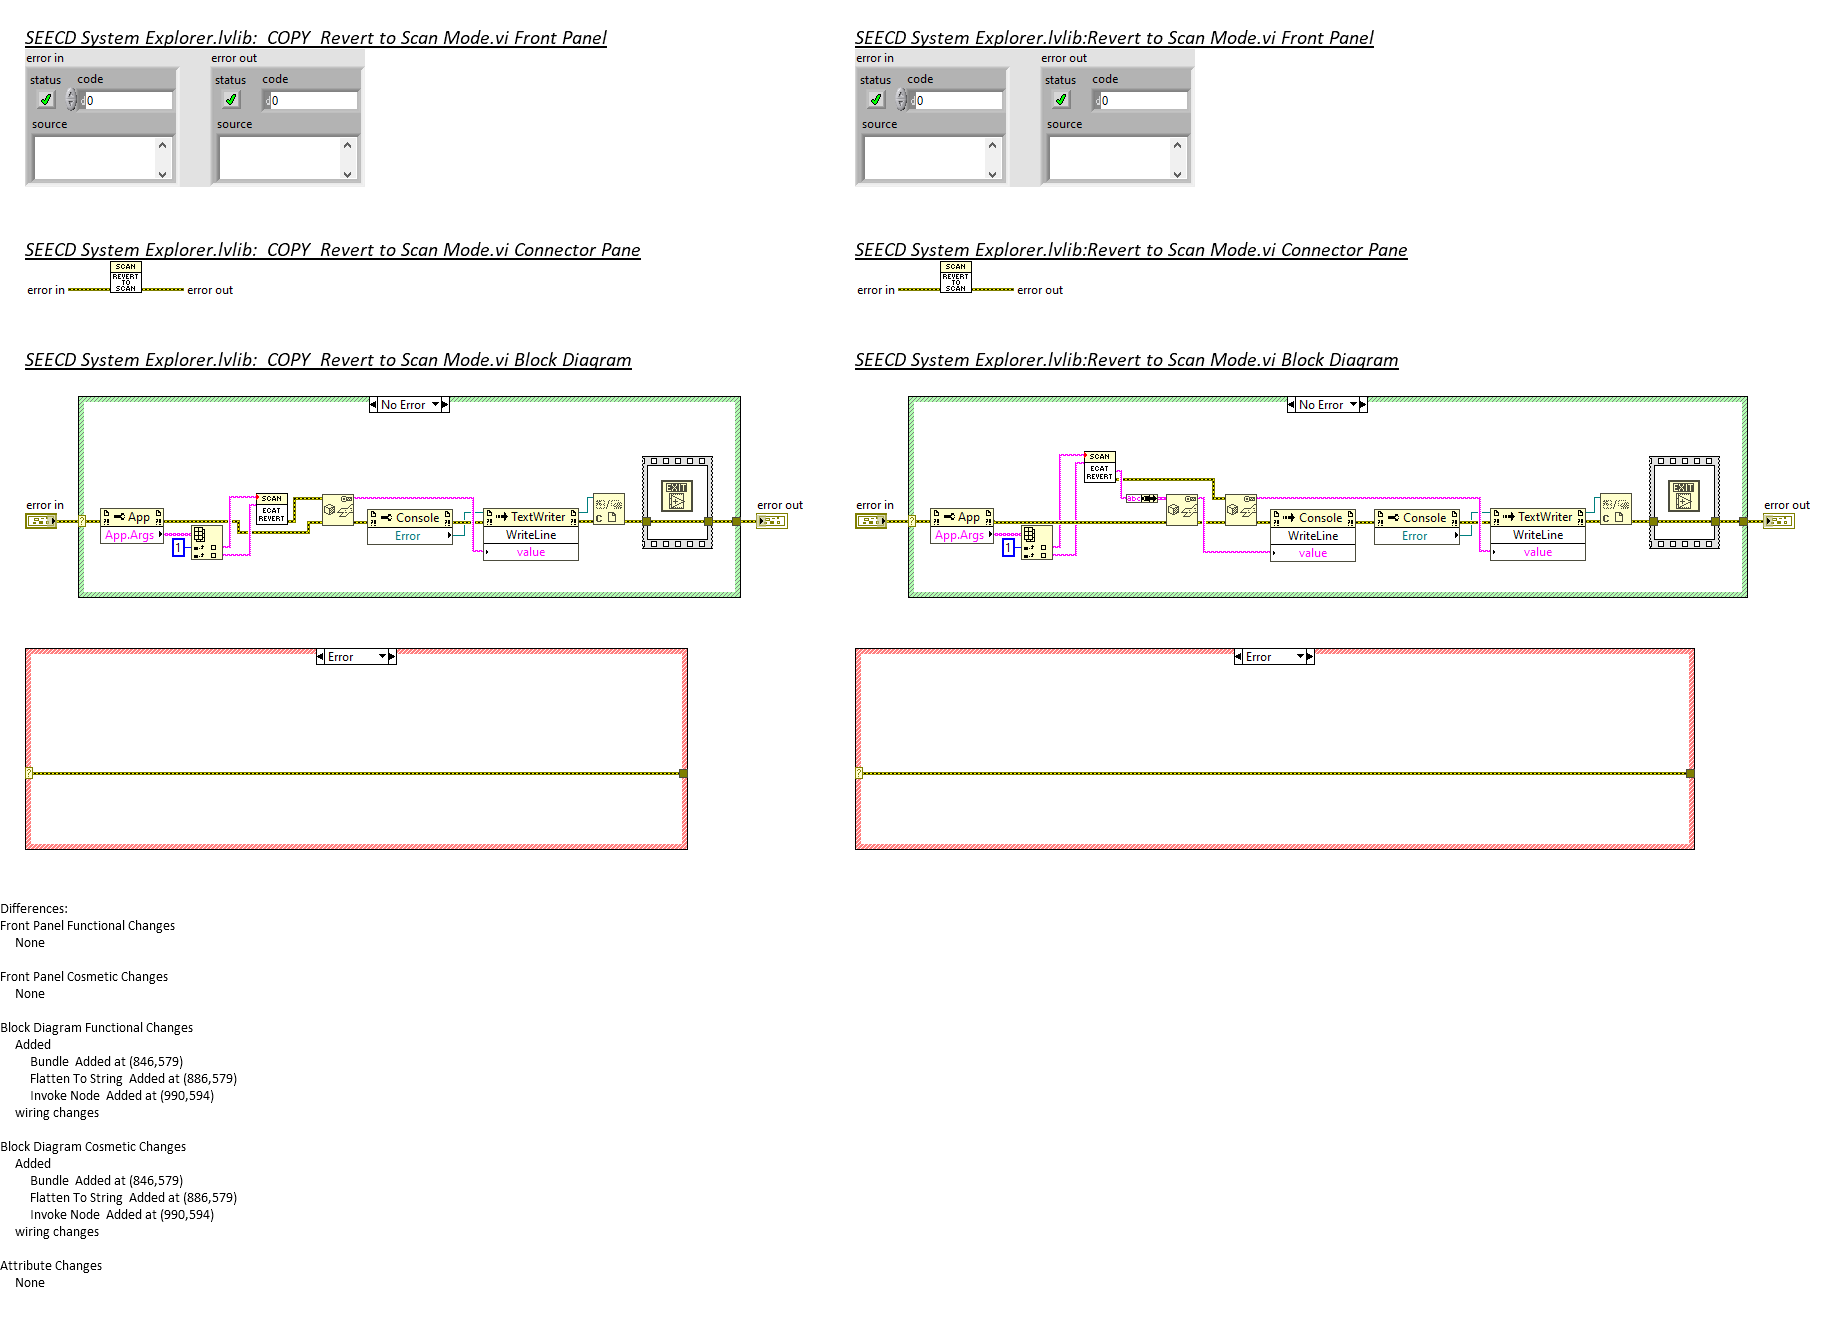 SEECD System Explorer.lvlib:  COPY  Revert to Scan Mode.vi Front Panel
error in
error out
status
code
status
code
0
0
source
source
SEECD System Explorer.lvlib:Revert to Scan Mode.vi Front Panel
error in
error out
status
code
status
code
0
0
source
source
SEECD System Explorer.lvlib:  COPY  Revert to Scan Mode.vi Connector Pane
SCAN
REVERT
TO
SCAN
error in
error out
SEECD System Explorer.lvlib:Revert to Scan Mode.vi Connector Pane
SCAN
REVERT
TO
SCAN
error in
error out
SEECD System Explorer.lvlib:  COPY  Revert to Scan Mode.vi Block Diagram
No Error
error in
App
App.Args
1
SCAN
ECAT
REVERT
Console
Error
TextWriter
WriteLine
value
EXIT
error out
Error
SEECD System Explorer.lvlib:Revert to Scan Mode.vi Block Diagram
No Error
error in
App
App.Args
1
SCAN
ECAT
REVERT
abc
Console
WriteLine
value
Console
Error
TextWriter
WriteLine
value
EXIT
error out
Error
Differences:
Front Panel Functional Changes
None
Front Panel Cosmetic Changes
None
Block Diagram Functional Changes
Added
Bundle  Added at (846,579)
Flatten To String  Added at (886,579)
Invoke Node  Added at (990,594)
wiring changes
Block Diagram Cosmetic Changes
Added
Bundle  Added at (846,579)
Flatten To String  Added at (886,579)
Invoke Node  Added at (990,594)
wiring changes
Attribute Changes
None